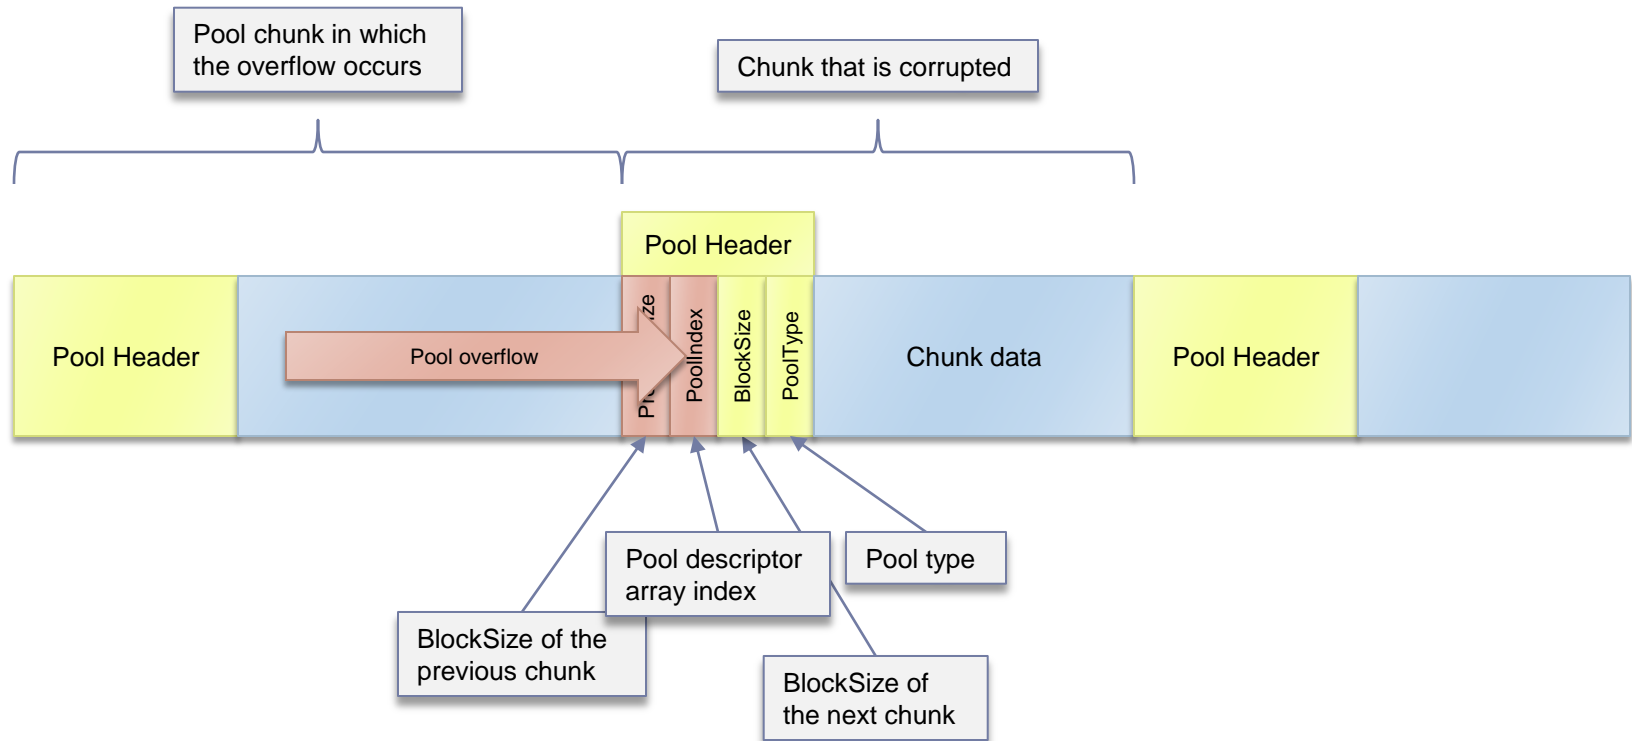 Pool chunk in which
the overflow occurs
Chunk that is corrupted
Pool Header
Pool Header
Pool overflow
PoolIndex
BlockSize
PoolType
Chunk data
Pool Header
Pool descriptor
array index
Pool type
BlockSize of the
previous chunk
BlockSize of
the next chunk